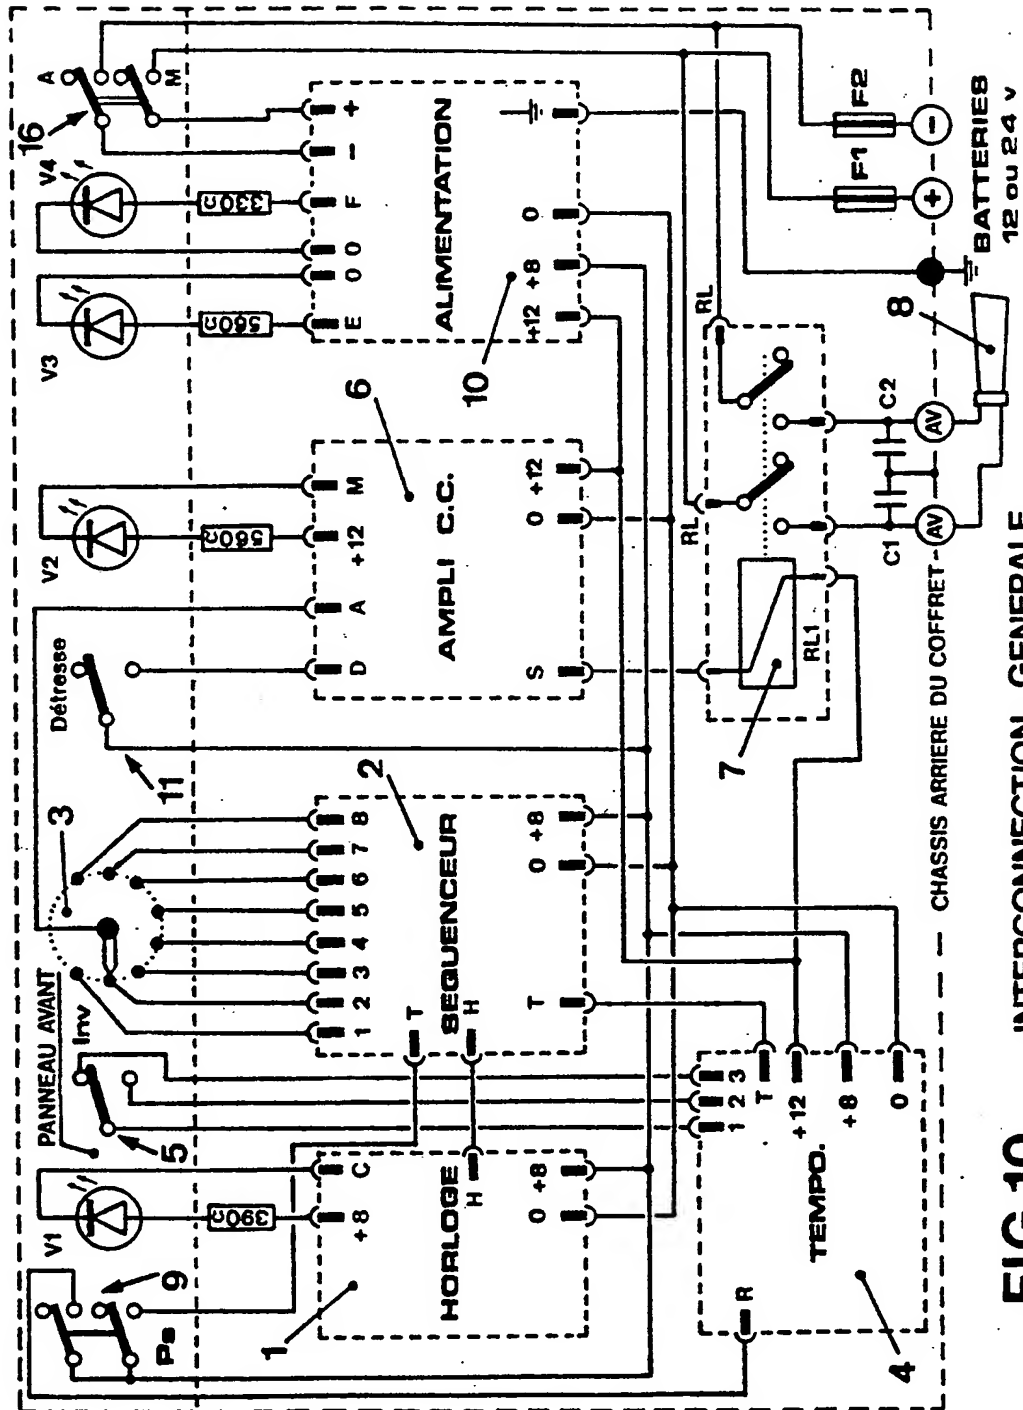 PANNEAU AVANT
Ps
9
V1
390Ω
5
Inv
3
11
Détresse
V2
560Ω
V3
560Ω
V4
330Ω
16
A
M
1
HORLOGE
+8
C
H
0
+8
2
SEQUENCEUR
1
2
3
4
5
6
7
8
T
H
T
0
+8
6
AMPLI C.C.
D
A
+12
M
S
0
+12
10
ALIMENTATION
E
0
0
F
-
+
+12
+8
0
4
TEMPO.
R
1
2
3
T
+12
+8
0
7
RL1
RL
RL
C1
C2
AV
AV
8
F1
F2
+
-
BATTERIES
12 ou 24 v
CHASSIS ARRIERE DU COFFRET
FIG.10
INTERCONNECTION GENERALE